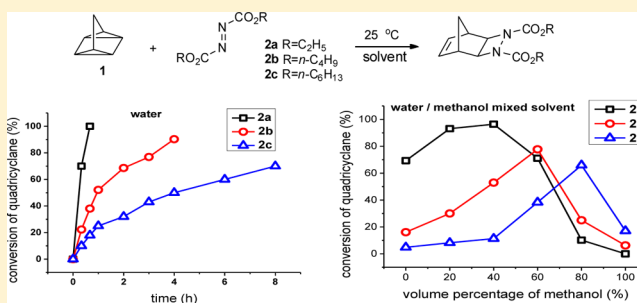 CO₂R
N
N
RO₂C
1
+
2a R=C₂H₅
2b R=n-C₄H₉
2c R=n-C₆H₁₃
25 °C
solvent
N-CO₂R
N
CO₂R
water
2a
2b
2c
conversion of quadricyclane (%)
100
80
60
40
20
0
0 2 4 6 8
time (h)
water / methanol mixed solvent
2
2
2
conversion of quadricyclane (%)
100
80
60
40
20
0
0 20 40 60 80 100
volume percentage of methanol (%)